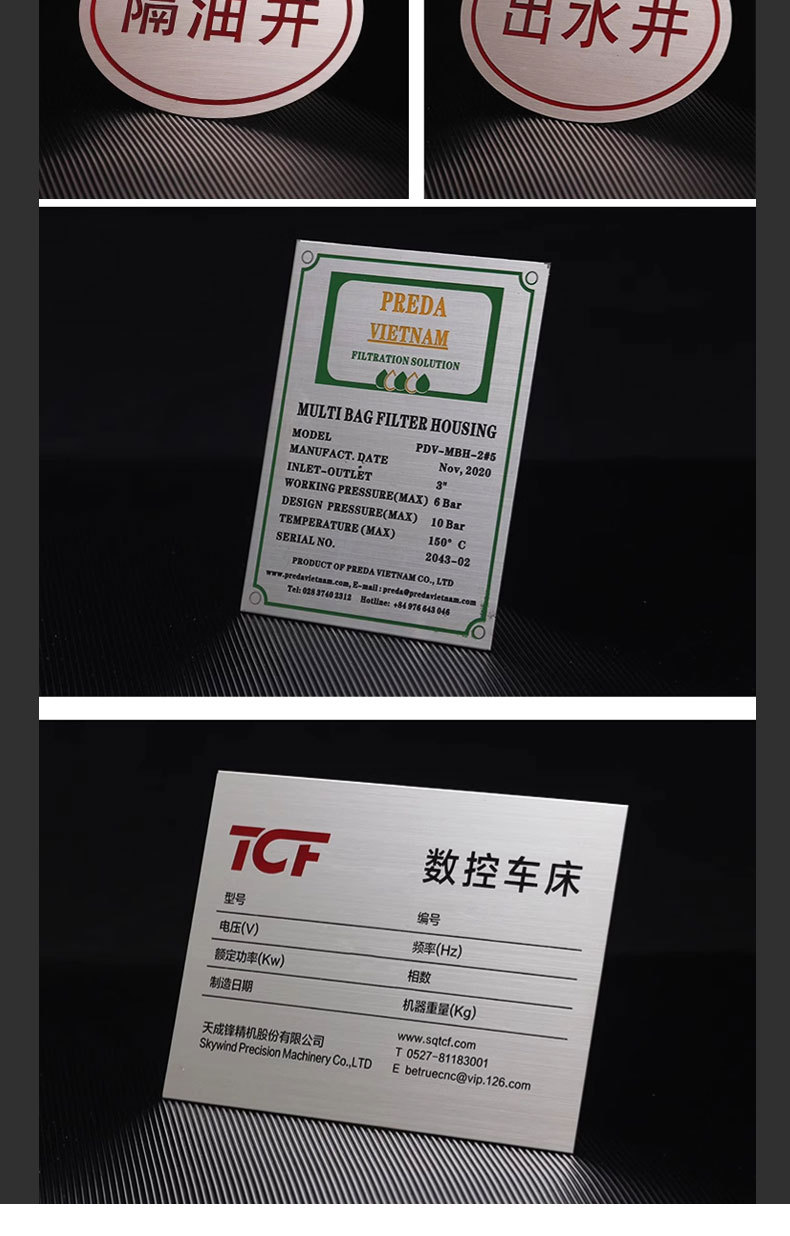 隔油井
出水井
PREDA
VIETNAM
FILTRATION SOLUTION
MULTI BAG FILTER HOUSING
MODEL PDV-MBH-2#5
MANUFACT. DATE Nov, 2020
INLET-OUTLET 3"
WORKING PRESSURE(MAX) 6 Bar
DESIGN PRESSURE(MAX) 10 Bar
TEMPERATURE (MAX) 150° C
SERIAL NO. 2043-02
PRODUCT OF PREDA VIETNAM CO., LTD
www.predavietnam.com, E-mail : preda@predavietnam.com
Tel: 028 3740 2312 Hotline: +84 976 643 046
TCF
数控车床
型号 编号
电压(V) 频率(Hz)
额定功率(Kw) 相数
制造日期 机器重量(Kg)
天成锋精机股份有限公司
Skywind Precision Machinery Co.,LTD
www.sqtcf.com
T 0527-81183001
E betruecnc@vip.126.com